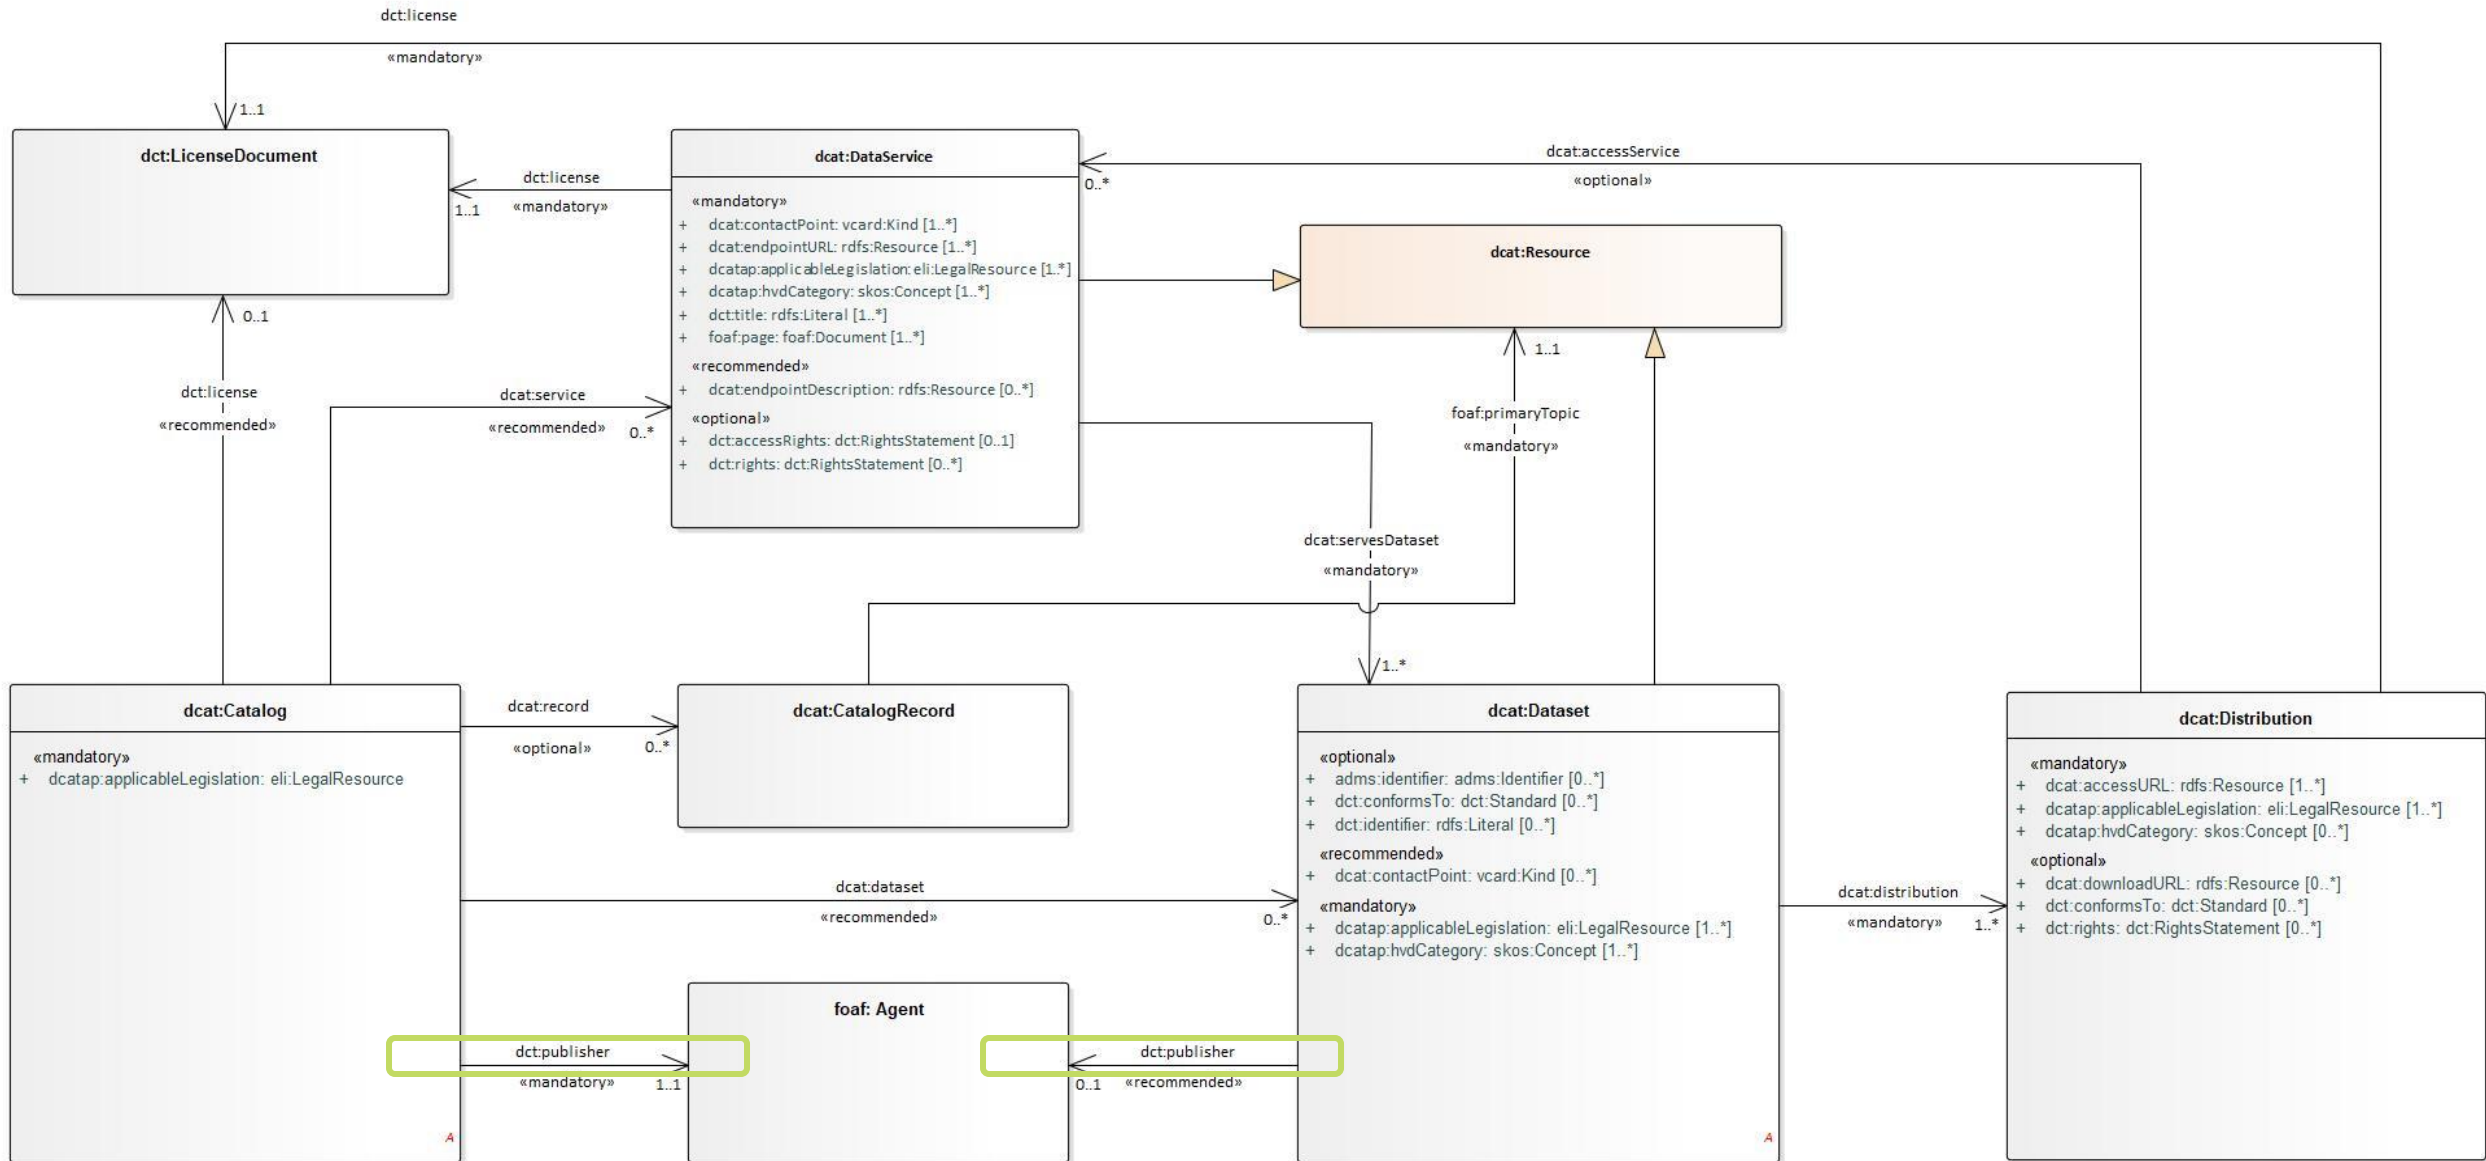 dct:license
«mandatory»
1..1
dct:LicenseDocument
dct:license
1..1
«mandatory»
dcat:DataService
«mandatory»
+ dcat:contactPoint: vcard:Kind [1..*]
+ dcat:endpointURL: rdfs:Resource [1..*]
+ dcatap:applicableLegislation: eli:LegalResource [1..*]
+ dcatap:hvdCategory: skos:Concept [1..*]
+ dct:title: rdfs:Literal [1..*]
+ foaf:page: foaf:Document [1..*]
«recommended»
+ dcat:endpointDescription: rdfs:Resource [0..*]
«optional»
+ dct:accessRights: dct:RightsStatement [0..1]
+ dct:rights: dct:RightsStatement [0..*]
dcat:accessService
0..*
«optional»
dcat:Resource
1..1
foaf:primaryTopic
«mandatory»
0..1
dct:license
«recommended»
dcat:service
«recommended»
0..*
dcat:servesDataset
«mandatory»
1..*
dcat:Catalog
«mandatory»
+ dcatap:applicableLegislation: eli:LegalResource
A
dcat:record
«optional»
0..*
dcat:CatalogRecord
dcat:dataset
«recommended»
0..*
dcat:Dataset
«optional»
+ adms:identifier: adms:Identifier [0..*]
+ dct:conformsTo: dct:Standard [0..*]
+ dct:identifier: rdfs:Literal [0..*]
«recommended»
+ dcat:contactPoint: vcard:Kind [0..*]
«mandatory»
+ dcatap:applicableLegislation: eli:LegalResource [1..*]
+ dcatap:hvdCategory: skos:Concept [1..*]
A
dcat:distribution
«mandatory»
1..*
dcat:Distribution
«mandatory»
+ dcat:accessURL: rdfs:Resource [1..*]
+ dcatap:applicableLegislation: eli:LegalResource [1..*]
+ dcatap:hvdCategory: skos:Concept [0..*]
«optional»
+ dcat:downloadURL: rdfs:Resource [0..*]
+ dct:conformsTo: dct:Standard [0..*]
+ dct:rights: dct:RightsStatement [0..*]
foaf: Agent
dct:publisher
«mandatory»
1..1
dct:publisher
0..1
«recommended»